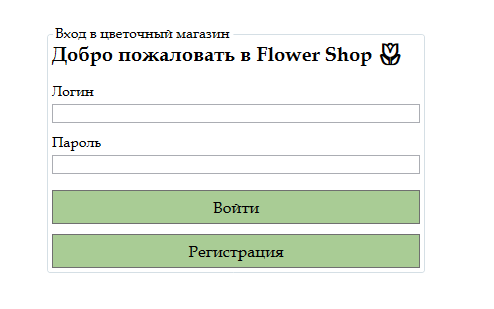 Вход в цветочный магазин
Добро пожаловать в Flower Shop
Логин
Пароль
Войти
Регистрация